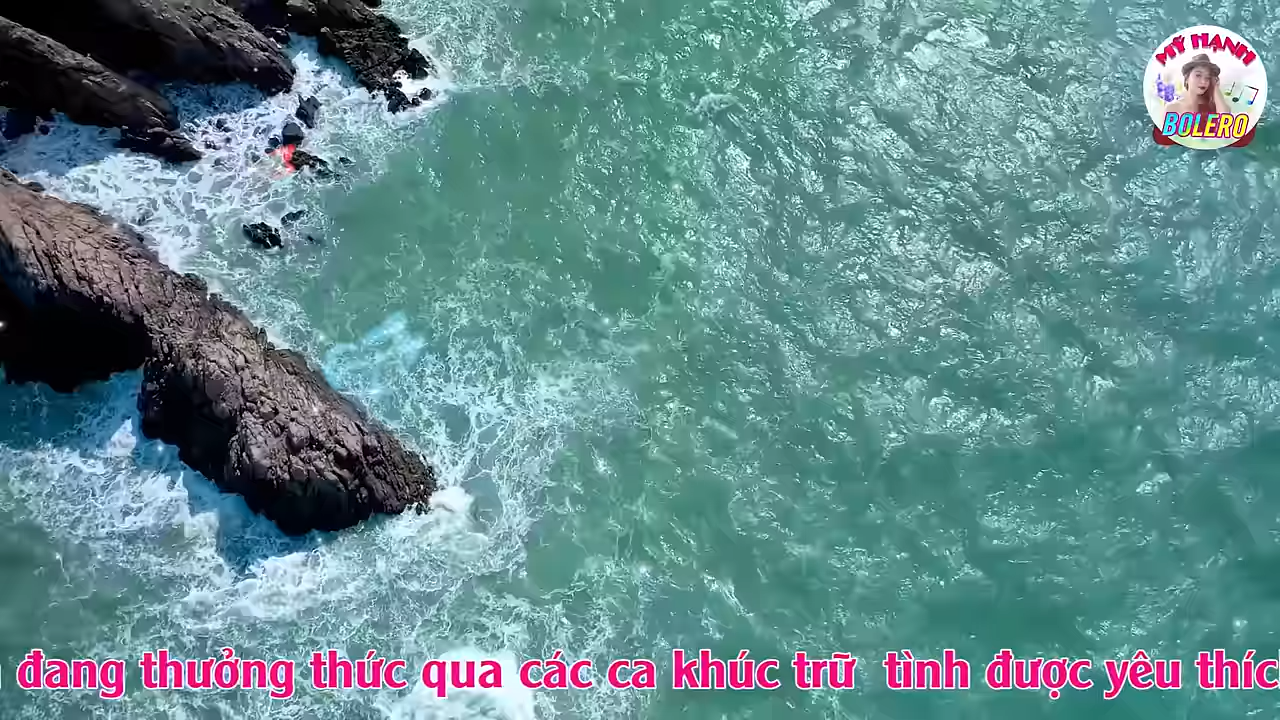 MỸ HẠNH
BOLERO
đang thưởng thức qua các ca khúc trữ tình được yêu